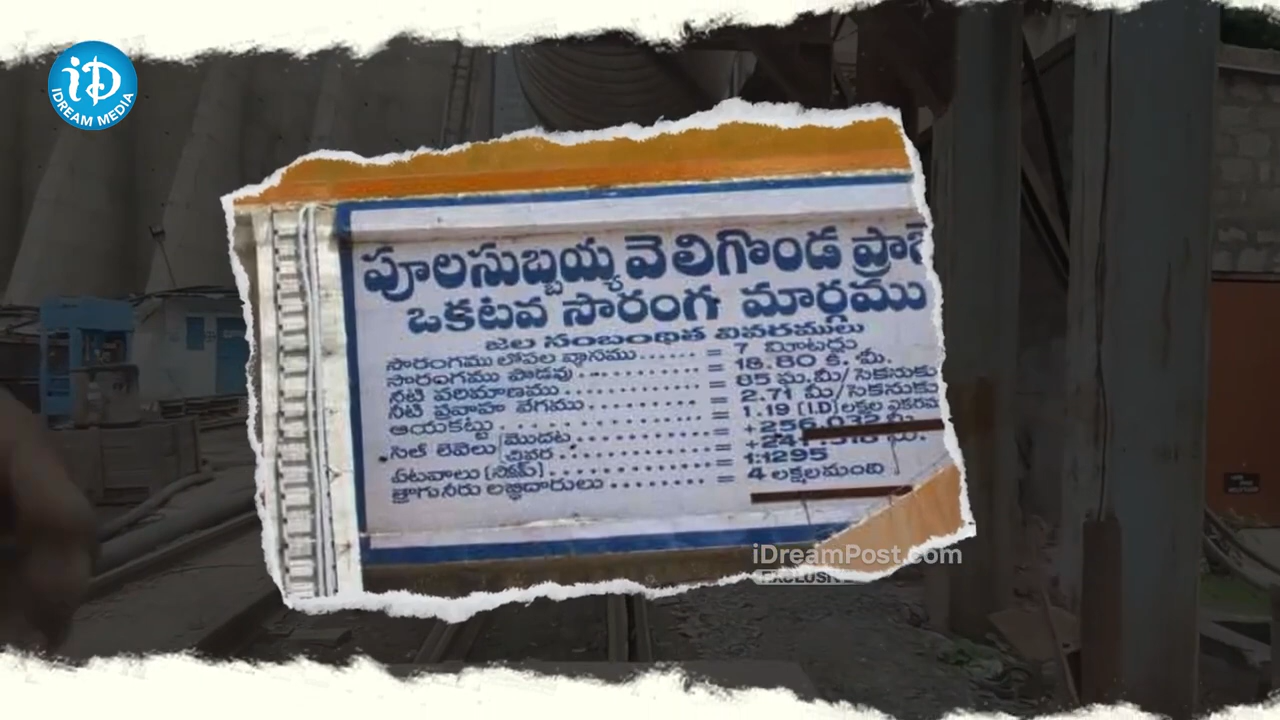 iD
IDREAM MEDIA
పూలసుబ్బయ్య వెలిగొండ
ఒకటవ సొరంగ మార్గము
జల సంబంధిత వివరములు
సొరంగము లోపల వ్యాసము ...... = 7 మీటర్లు
సొరంగము పొడవు ......... = 18.80 కి. మీ.
నీటి పరిమాణము ......... = 85 ఘ.మీ/సెకనుకు
నీటి ప్రవాహ వేగము ......... = 2.71 మీ/సెకనుకు
ఆయకట్టు ......... = 1.19 (I.D) లక్షల
సిల్ లెవెలు మొదట ......... = +256.032
చివర ......... = మీ.
ఏటవాలు ......... = 1:1295
త్రాగు నీరు లబ్ధిదారులు ........ = 4 లక్షలమంది
iDreamPost.com
EXCLUSIVE